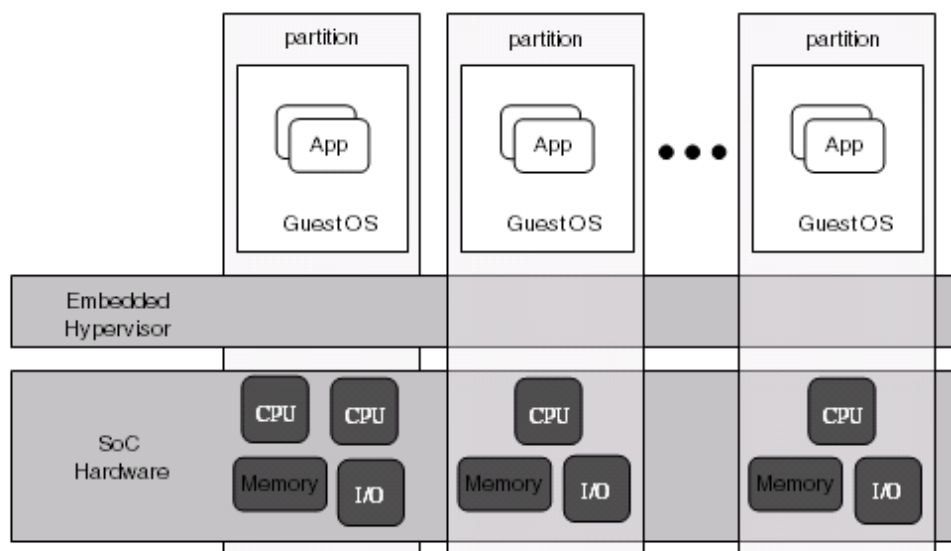 partition
partition
partition
App
App
App
GuestOS
GuestOS
GuestOS
Embedded
Hypervisor
SoC
Hardware
CPU
CPU
CPU
CPU
Memory
I/O
Memory
I/O
Memory
I/O